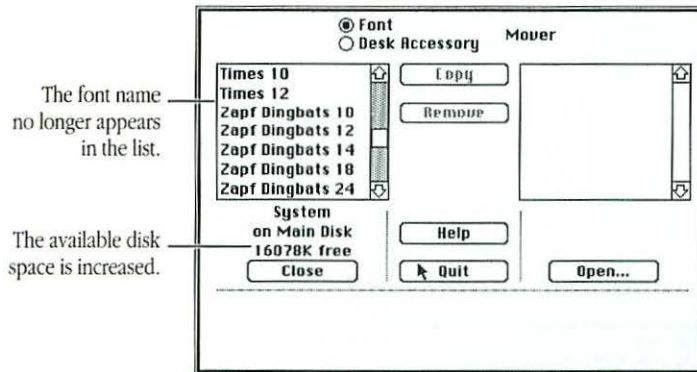 Font
Desk Accessory
Mover
The font name
no longer appears
in the list.
Times 10
Times 12
Zapf Dingbats 10
Zapf Dingbats 12
Zapf Dingbats 14
Zapf Dingbats 18
Zapf Dingbats 24
Copy
Remove
The available disk
space is increased.
System
on Main Disk
16078K free
Close
Help
Quit
Open...